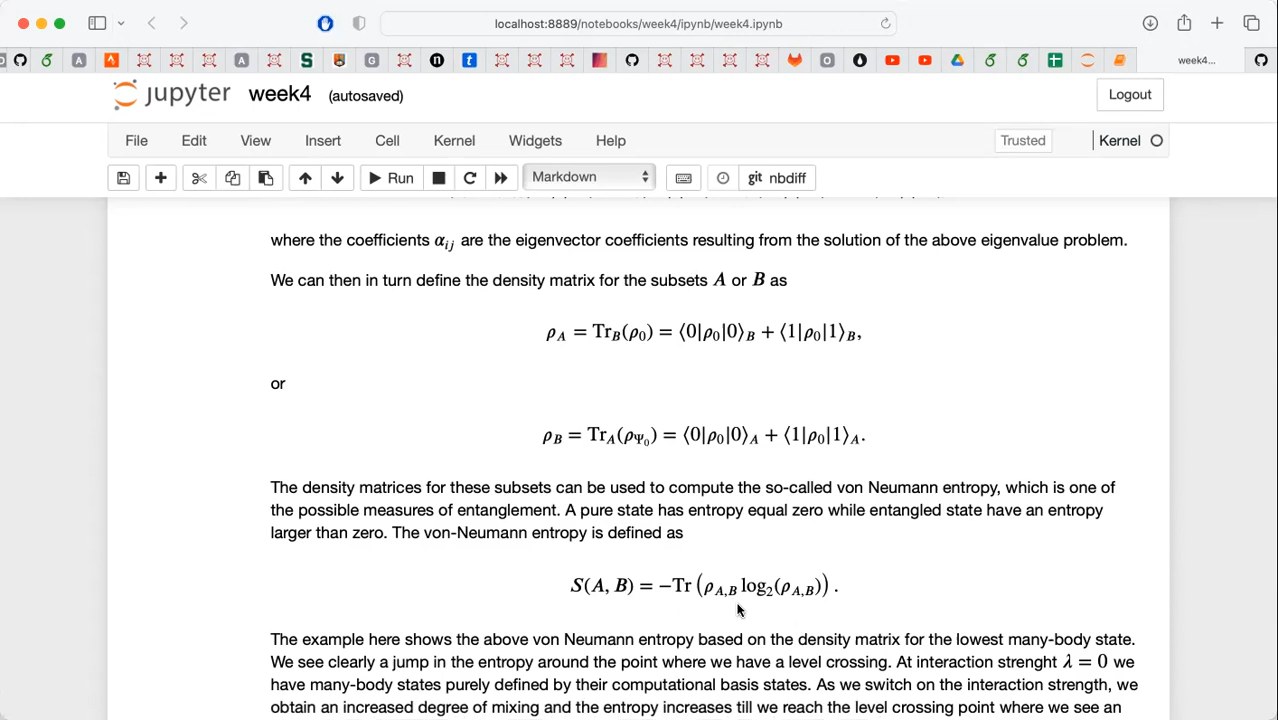 localhost:8889/notebooks/week4/ipynb/week4.ipynb
week4...
jupyter week4 (autosaved)
Logout
File Edit View Insert Cell Kernel Widgets Help
Trusted
Kernel
Run
Markdown
git nbdiff
where the coefficients αij are the eigenvector coefficients resulting from the solution of the above eigenvalue problem.
We can then in turn define the density matrix for the subsets A or B as
ρA = TrB(ρ0) = ⟨0|ρ0|0⟩B + ⟨1|ρ0|1⟩B,
or
ρB = TrA(ρΨ0) = ⟨0|ρ0|0⟩A + ⟨1|ρ0|1⟩A.
The density matrices for these subsets can be used to compute the so-called von Neumann entropy, which is one of
the possible measures of entanglement. A pure state has entropy equal zero while entangled state have an entropy
larger than zero. The von-Neumann entropy is defined as
S(A, B) = −Tr (ρA,B log2(ρA,B)) .
The example here shows the above von Neumann entropy based on the density matrix for the lowest many-body state.
We see clearly a jump in the entropy around the point where we have a level crossing. At interaction strenght λ = 0 we
have many-body states purely defined by their computational basis states. As we switch on the interaction strength, we
obtain an increased degree of mixing and the entropy increases till we reach the level crossing point where we see an